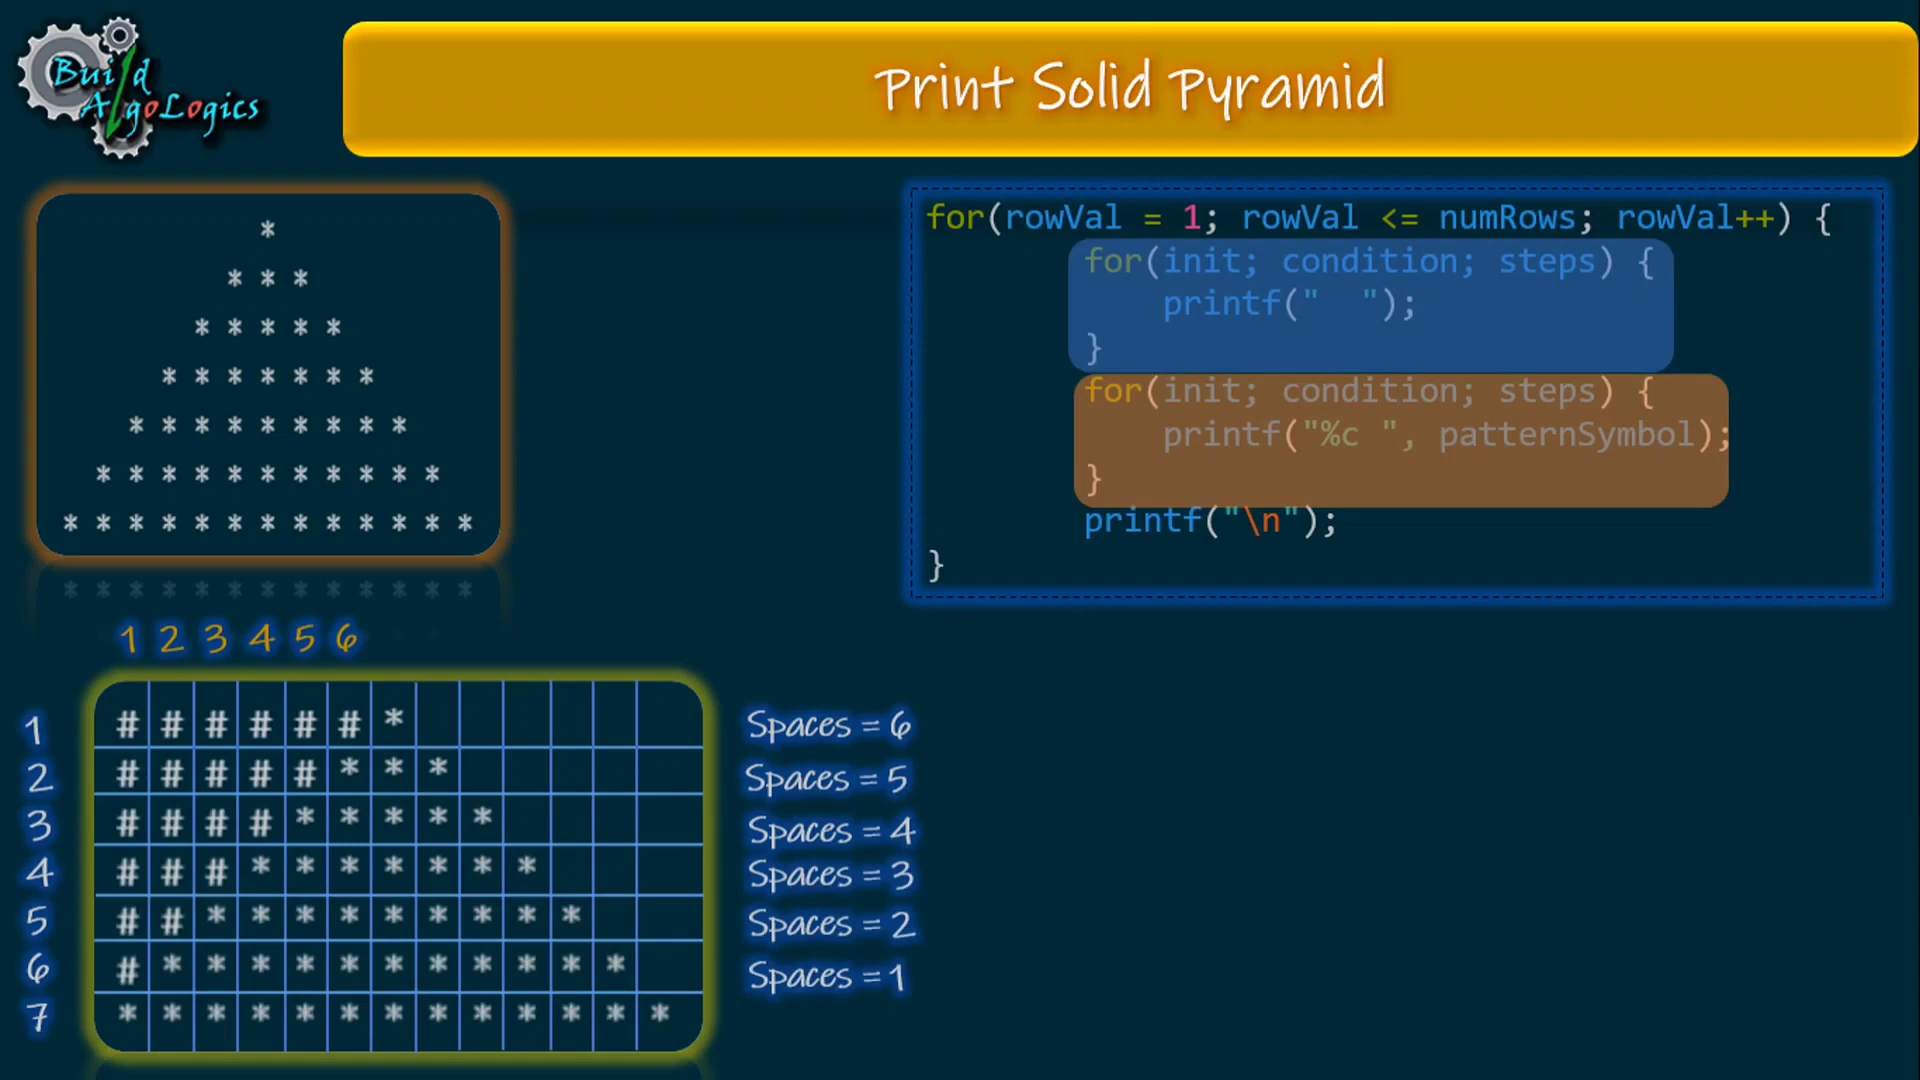 Build
AlgoLogics
Print Solid Pyramid
*
* * *
* * * * *
* * * * * * *
* * * * * * * * *
* * * * * * * * * * *
* * * * * * * * * * * * *
for(rowVal = 1; rowVal <= numRows; rowVal++) {
for(init; condition; steps) {
printf("  ");
}
for(init; condition; steps) {
printf("%c ", patternSymbol);
}
printf("\n");
}
1 2 3 4 5 6
1 # # # # # # * Spaces = 6
2 # # # # # * * * Spaces = 5
3 # # # # * * * * * Spaces = 4
4 # # # * * * * * * * Spaces = 3
5 # # * * * * * * * * * Spaces = 2
6 # * * * * * * * * * * * Spaces = 1
7 * * * * * * * * * * * * *